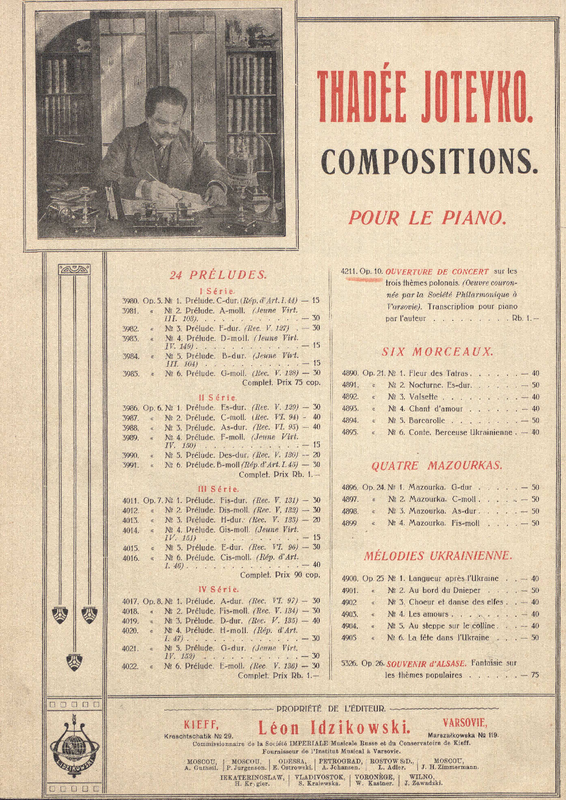 THADÉE JOTEYKO.
COMPOSITIONS.
POUR LE PIANO.
24 PRÉLUDES.
I Série.
3980. Op. 5. № 1. Prélude. C-dur. (Rép. d'Art. I. 44) — 15
3981. „ № 2. Prélude. A-moll. (Jeune Virt.
III. 103). . . . . . . . . . — 30
3982. „ № 3. Prélude. F-dur. (Rec. V. 127) . — 30
3983. „ № 4. Prélude. D-moll. (Jeune Virt.
IV. 149) . . . . . . . . . — 15
3984. „ № 5. Prélude. B-dur. (Jeune Virt.
III. 104) . . . . . . . . . — 15
3985. „ № 6. Prélude. G-moll. (Rec. V. 128) — 30
Complet. Prix 75 cop.
II Série.
3986. Op. 6. № 1. Prélude. Es-dur. (Rec. V. 129) — 30
3987. „ № 2. Prélude. C-moll. (Rec. VI. 94) — 40
3988. „ № 3. Prélude. As-dur. (Rec. VI. 95) — 40
3989. „ № 4. Prélude. F-moll. (Jeune Virt.
IV. 150) . . . . . . . . . — 15
3990. „ № 5. Prélude. Des-dur. (Rec. V. 130) — 20
3991. „ № 6. Prélude. B-moll (Rép d'Art. I. 45) — 30
Complet. Prix Rb. 1.—
III Série.
4011. Op. 7. № 1. Prélude. Fis-dur. (Rec. V. 131) — 30
4012. „ № 2. Prélude. Dis-moll. (Rec. V. 132) — 30
4013. „ № 3. Prélude. H-dur. (Rec. V. 133) — 20
4014. „ № 4. Prélude. Gis-moll (Jeune Virt.
IV. 151) . . . . . . . . . — 15
4015. „ № 5. Prélude. E-dur. (Rec. VI. 96) — 30
4016. „ № 6. Prélude. Cis-moll. (Rép. d'Art.
I. 46) . . . . . . . . . . — 40
Complet. Prix 90 cop.
IV Série.
4017. Op. 8. № 1. Prélude. A-dur. (Rec. VI. 97) — 30
4018. „ № 2. Prélude. Fis-moll. (Rec. V. 134) — 30
4019. „ № 3. Prélude. D-dur. (Rec. V. 135) — 40
4020. „ № 4. Prélude. H-moll (Rép. d'Art.
I. 47) . . . . . . . . . . — 30
4021. „ № 5. Prélude. G-dur. (Jeune Virt.
IV. 152) . . . . . . . . . — 30
4022. „ № 6. Prélude. E-moll. (Rec. V. 136) — 30
Complet. Prix Rb. 1.—
4211. Op. 10. OUVERTURE DE CONCERT sur les
trois thèmes polonais. (Oeuvre couron-
née par la Société Philarmonique à
Varsovie). Transcription pour piano
par l'auteur . . . . . . . Rb. 1.—
SIX MORCEAUX.
4890. Op. 21. № 1. Fleur des Tatras . . . . . — 40
4891. „ № 2. Nocturne. Es-dur. . . . . — 50
4892. „ № 3. Valsette . . . . . . . — 40
4893. „ № 4. Chant d'amour . . . . . — 40
4894. „ № 5. Barcarolle . . . . . . — 50
4895. „ № 6. Conte. Berceuse Ukrainienne . — 40
QUATRE MAZOURKAS.
4896. Op. 24. № 1. Mazourka. G-dur . . . . . — 50
4897. „ № 2. Mazourka. C-moll . . . . — 50
4898. „ № 3. Mazourka. As-dur . . . . — 50
4899 „ № 4. Mazourka. Fis-moll . . . . — 50
MÉLODIES UKRAINIENNE.
4900. Op. 25 № 1. Langueur après l'Ukraine . . . — 40
4901. „ № 2. Au bord du Dnieper . . . . — 50
4902 „ № 3. Choeur et danse des elfes . . — 40
4903. „ № 4. Les amours . . . . . . — 40
4904. „ № 5. Au steppe sur le colline . . . — 40
4905 „ № 6. La fête dans l'Ukraine . . . — 50
5326. Op. 26. SOUVENIR d'ALSASE. Fantaisie sur
les thèmes populaires . . . . . — 75
PROPRIÉTÉ DE L'ÉDITEUR.
KIEFF,
Kreschtschatik № 29.
Léon Idzikowski.
VARSOVIE,
Marszałkowska № 119.
Commissionnaire de la Société IMPERIALE Musicale Russe et du Conservatoire de Kieff.
Fournisseur de l'Institut Musical à Varsovie.
MOSCOU, MOSCOU, ODESSA, PETROGRAD, ROSTOW S/D., MOSCOU,
A. Gutheil. P. Jurgenson. E. Ostrowski. A. Johansen. L. Adler. J. H. Zimmermann.
IEKATERINOSLAW, VLADIVOSTOK, VORONÈGE, WILNO,
H. Krigier. S. Kralewska. W. Kastner. J. Zawadski.
L. IDZIKOWSKI